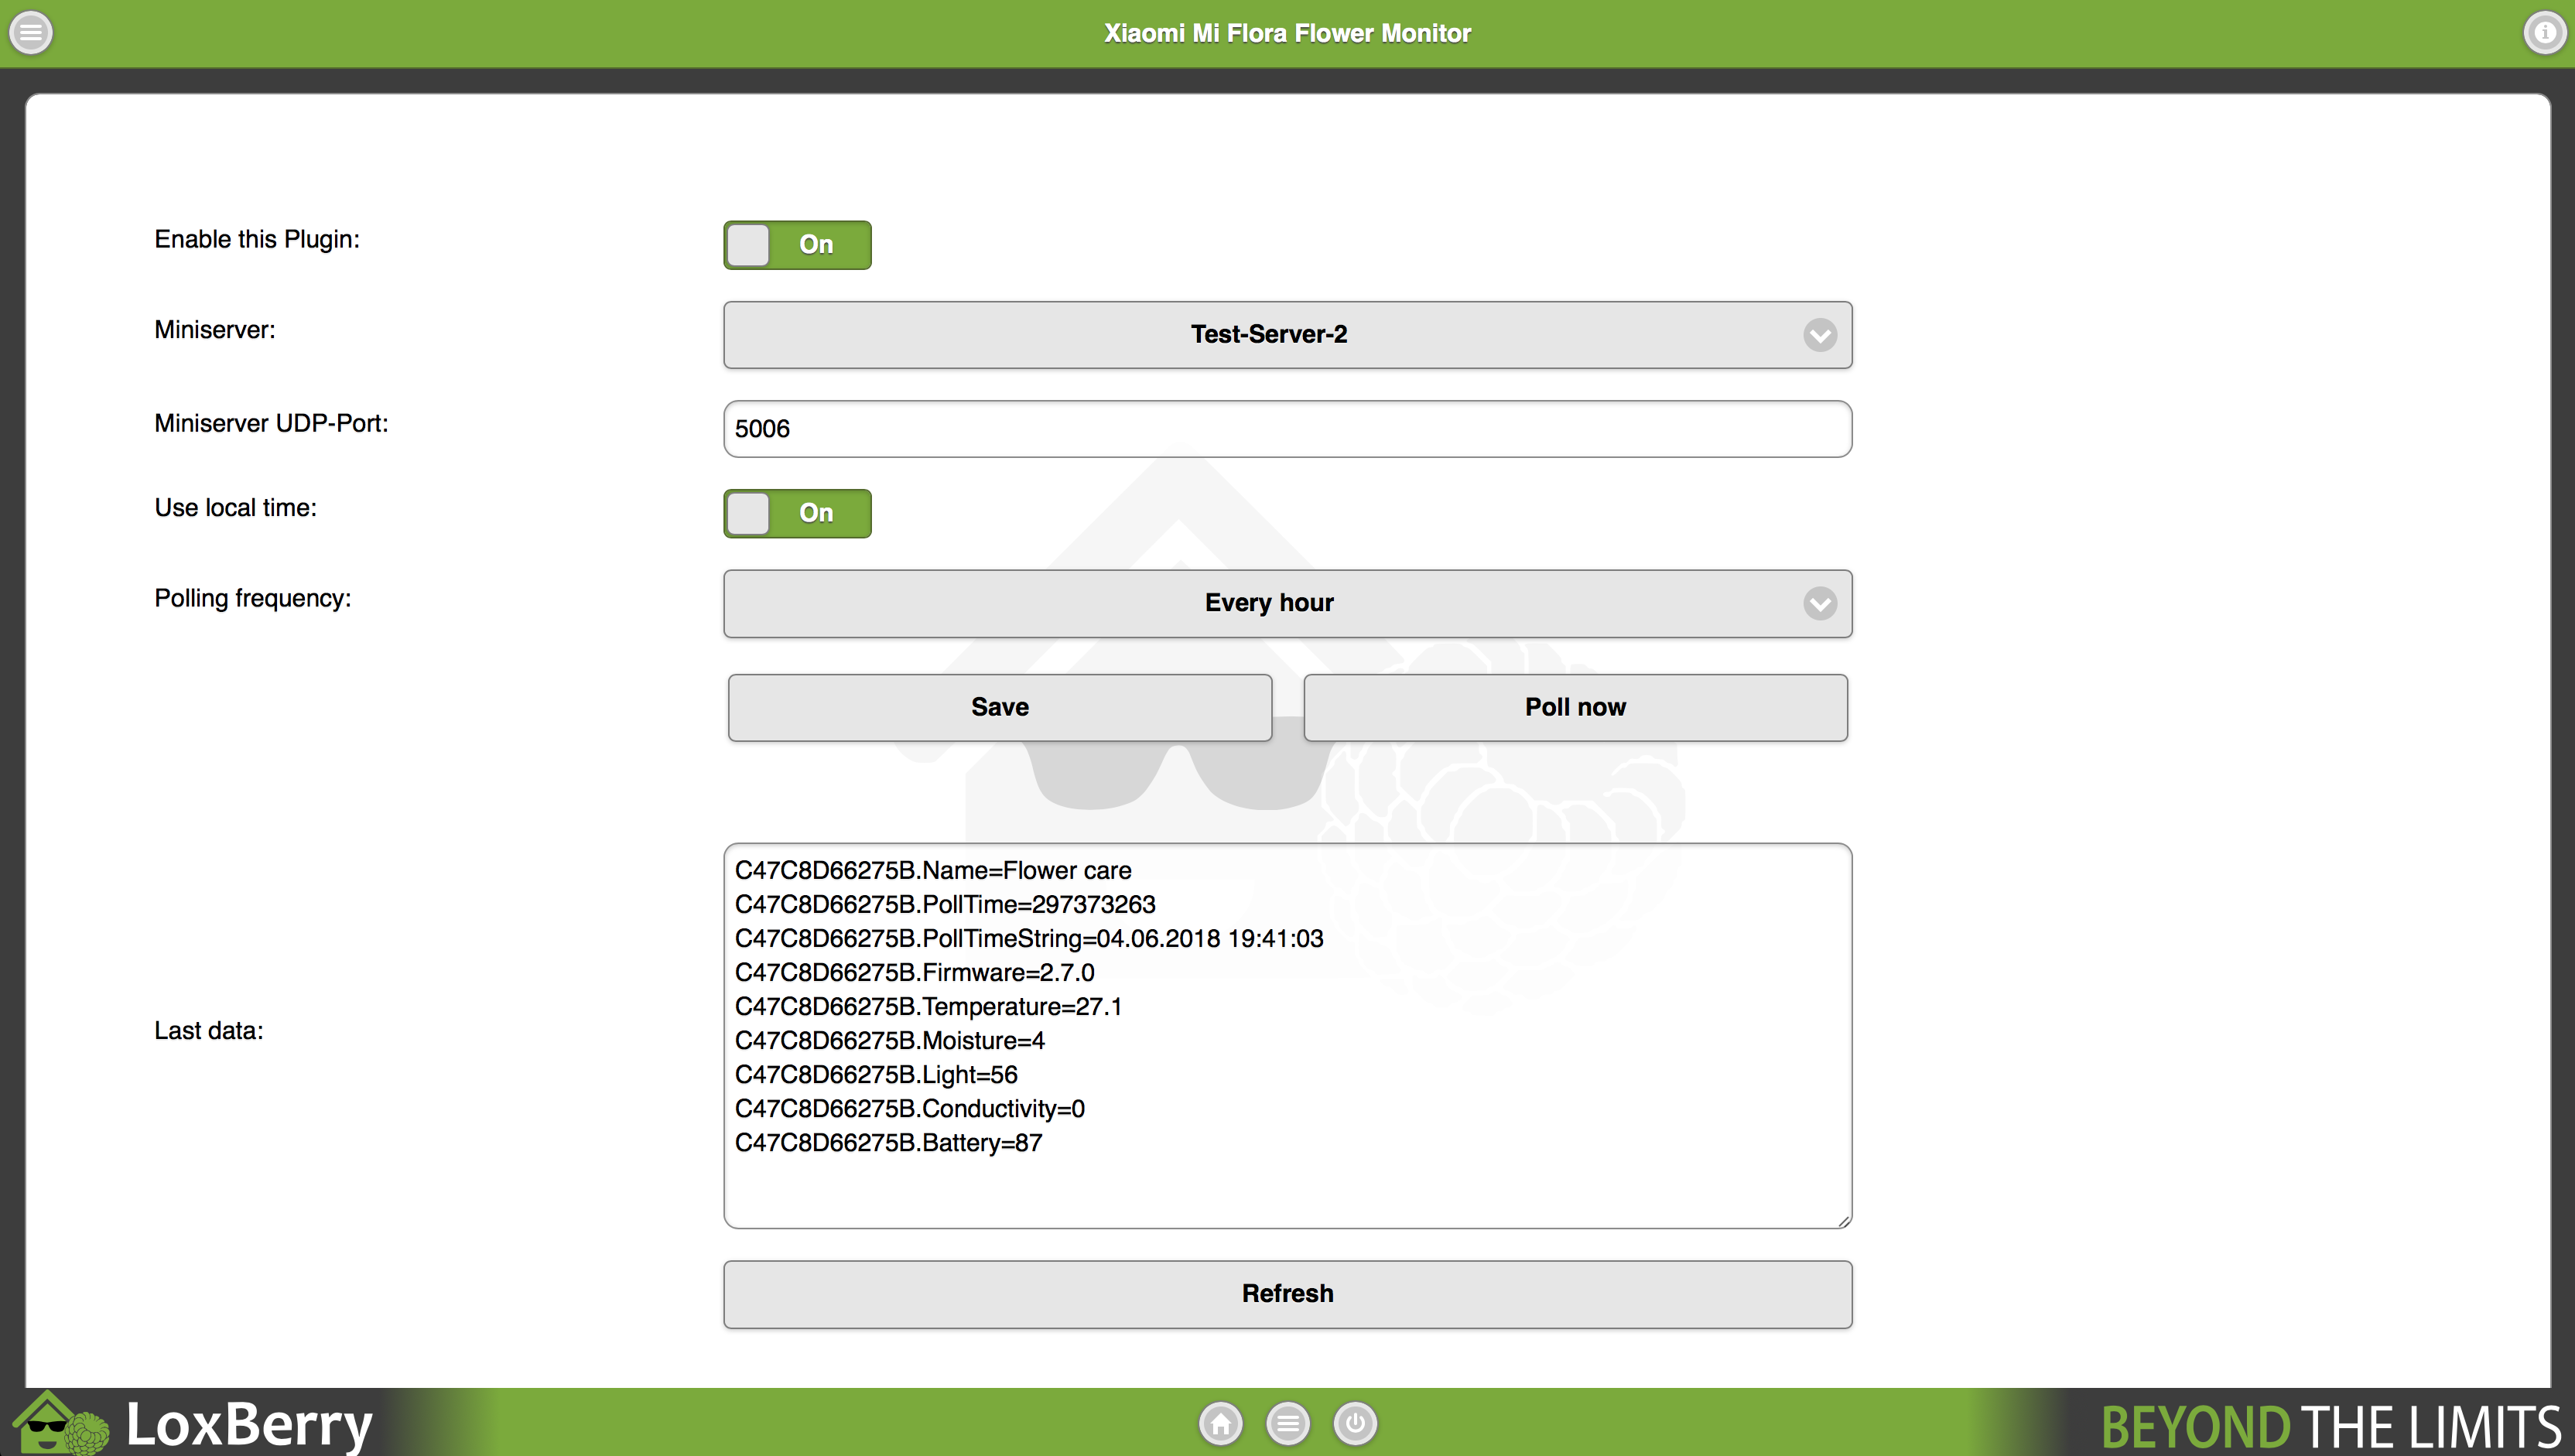 Xiaomi Mi Flora Flower Monitor
Enable this Plugin:
On
Miniserver:
Test-Server-2
Miniserver UDP-Port:
5006
Use local time:
On
Polling frequency:
Every hour
Save
Poll now
Last data:
C47C8D66275B.Name=Flower care
C47C8D66275B.PollTime=297373263
C47C8D66275B.PollTimeString=04.06.2018 19:41:03
C47C8D66275B.Firmware=2.7.0
C47C8D66275B.Temperature=27.1
C47C8D66275B.Moisture=4
C47C8D66275B.Light=56
C47C8D66275B.Conductivity=0
C47C8D66275B.Battery=87
Refresh
LoxBerry
BEYOND THE LIMITS